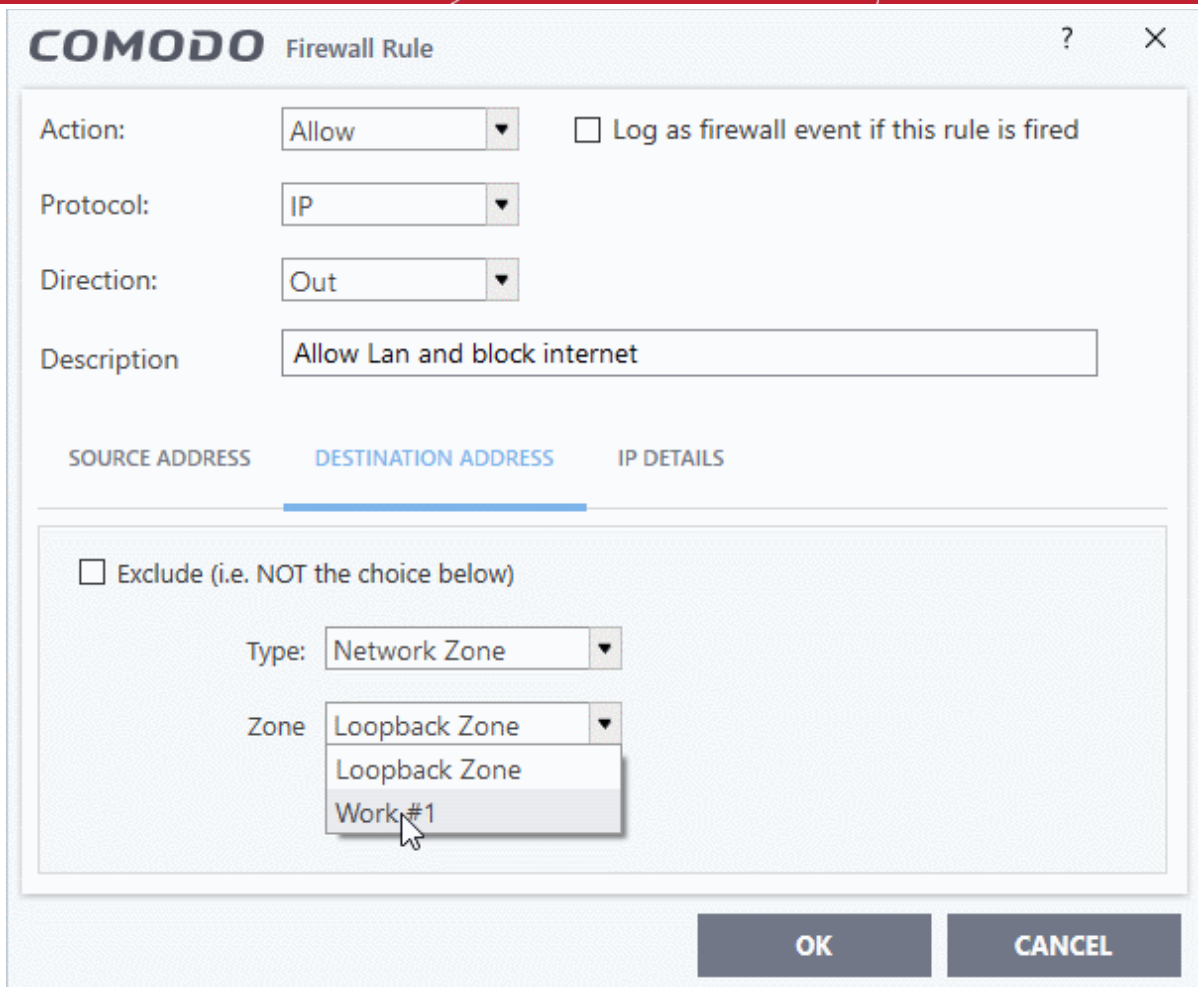 COMODO Firewall Rule ?
Action: Allow Log as firewall event if this rule is fired
Protocol: IP
Direction: Out
Description Allow Lan and block internet
SOURCE ADDRESS DESTINATION ADDRESS IP DETAILS
Exclude (i.e. NOT the choice below)
Type: Network Zone
Zone Loopback Zone
Loopback Zone
Work #1
OK CANCEL